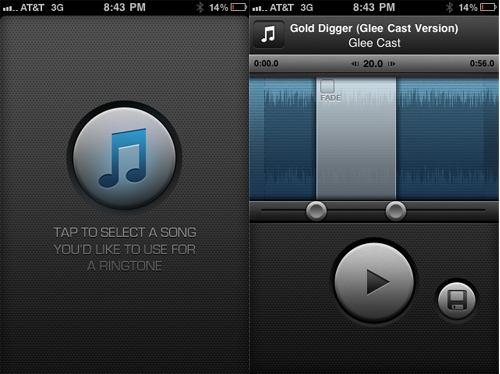 AT&T 3G 8:43 PM 14%
TAP TO SELECT A SONG
YOU'D LIKE TO USE FOR
A RINGTONE
AT&T 3G 8:43 PM 14%
Gold Digger (Glee Cast Version)
Glee Cast
0:00.0 20.0 0:56.0
FADE